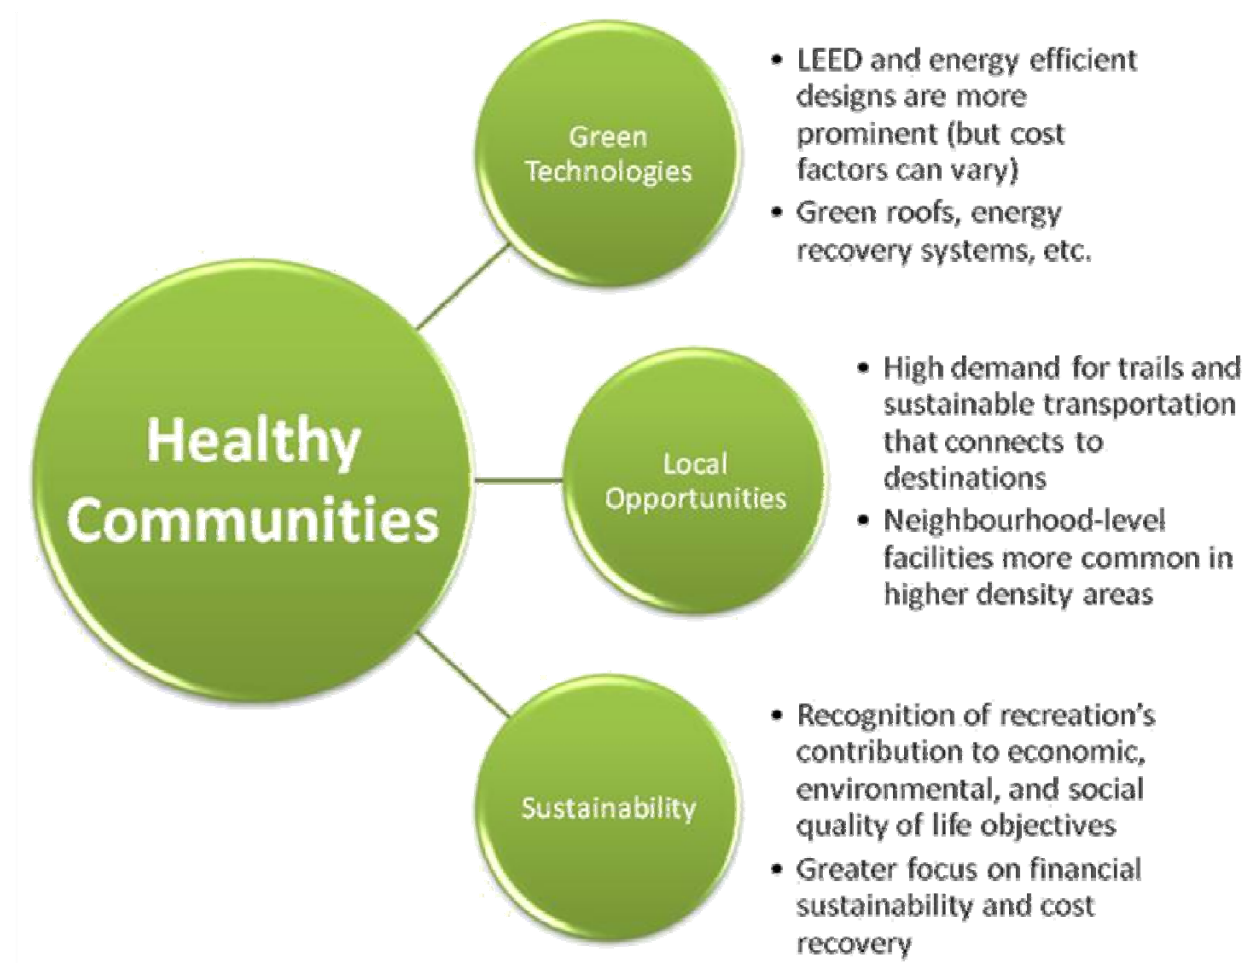 Healthy
Communities
Green
Technologies
• LEED and energy efficient
designs are more
prominent (but cost
factors can vary)
• Green roofs, energy
recovery systems, etc.
Local
Opportunities
• High demand for trails and
sustainable transportation
that connects to
destinations
• Neighbourhood-level
facilities more common in
higher density areas
Sustainability
• Recognition of recreation's
contribution to economic,
environmental, and social
quality of life objectives
• Greater focus on financial
sustainability and cost
recovery